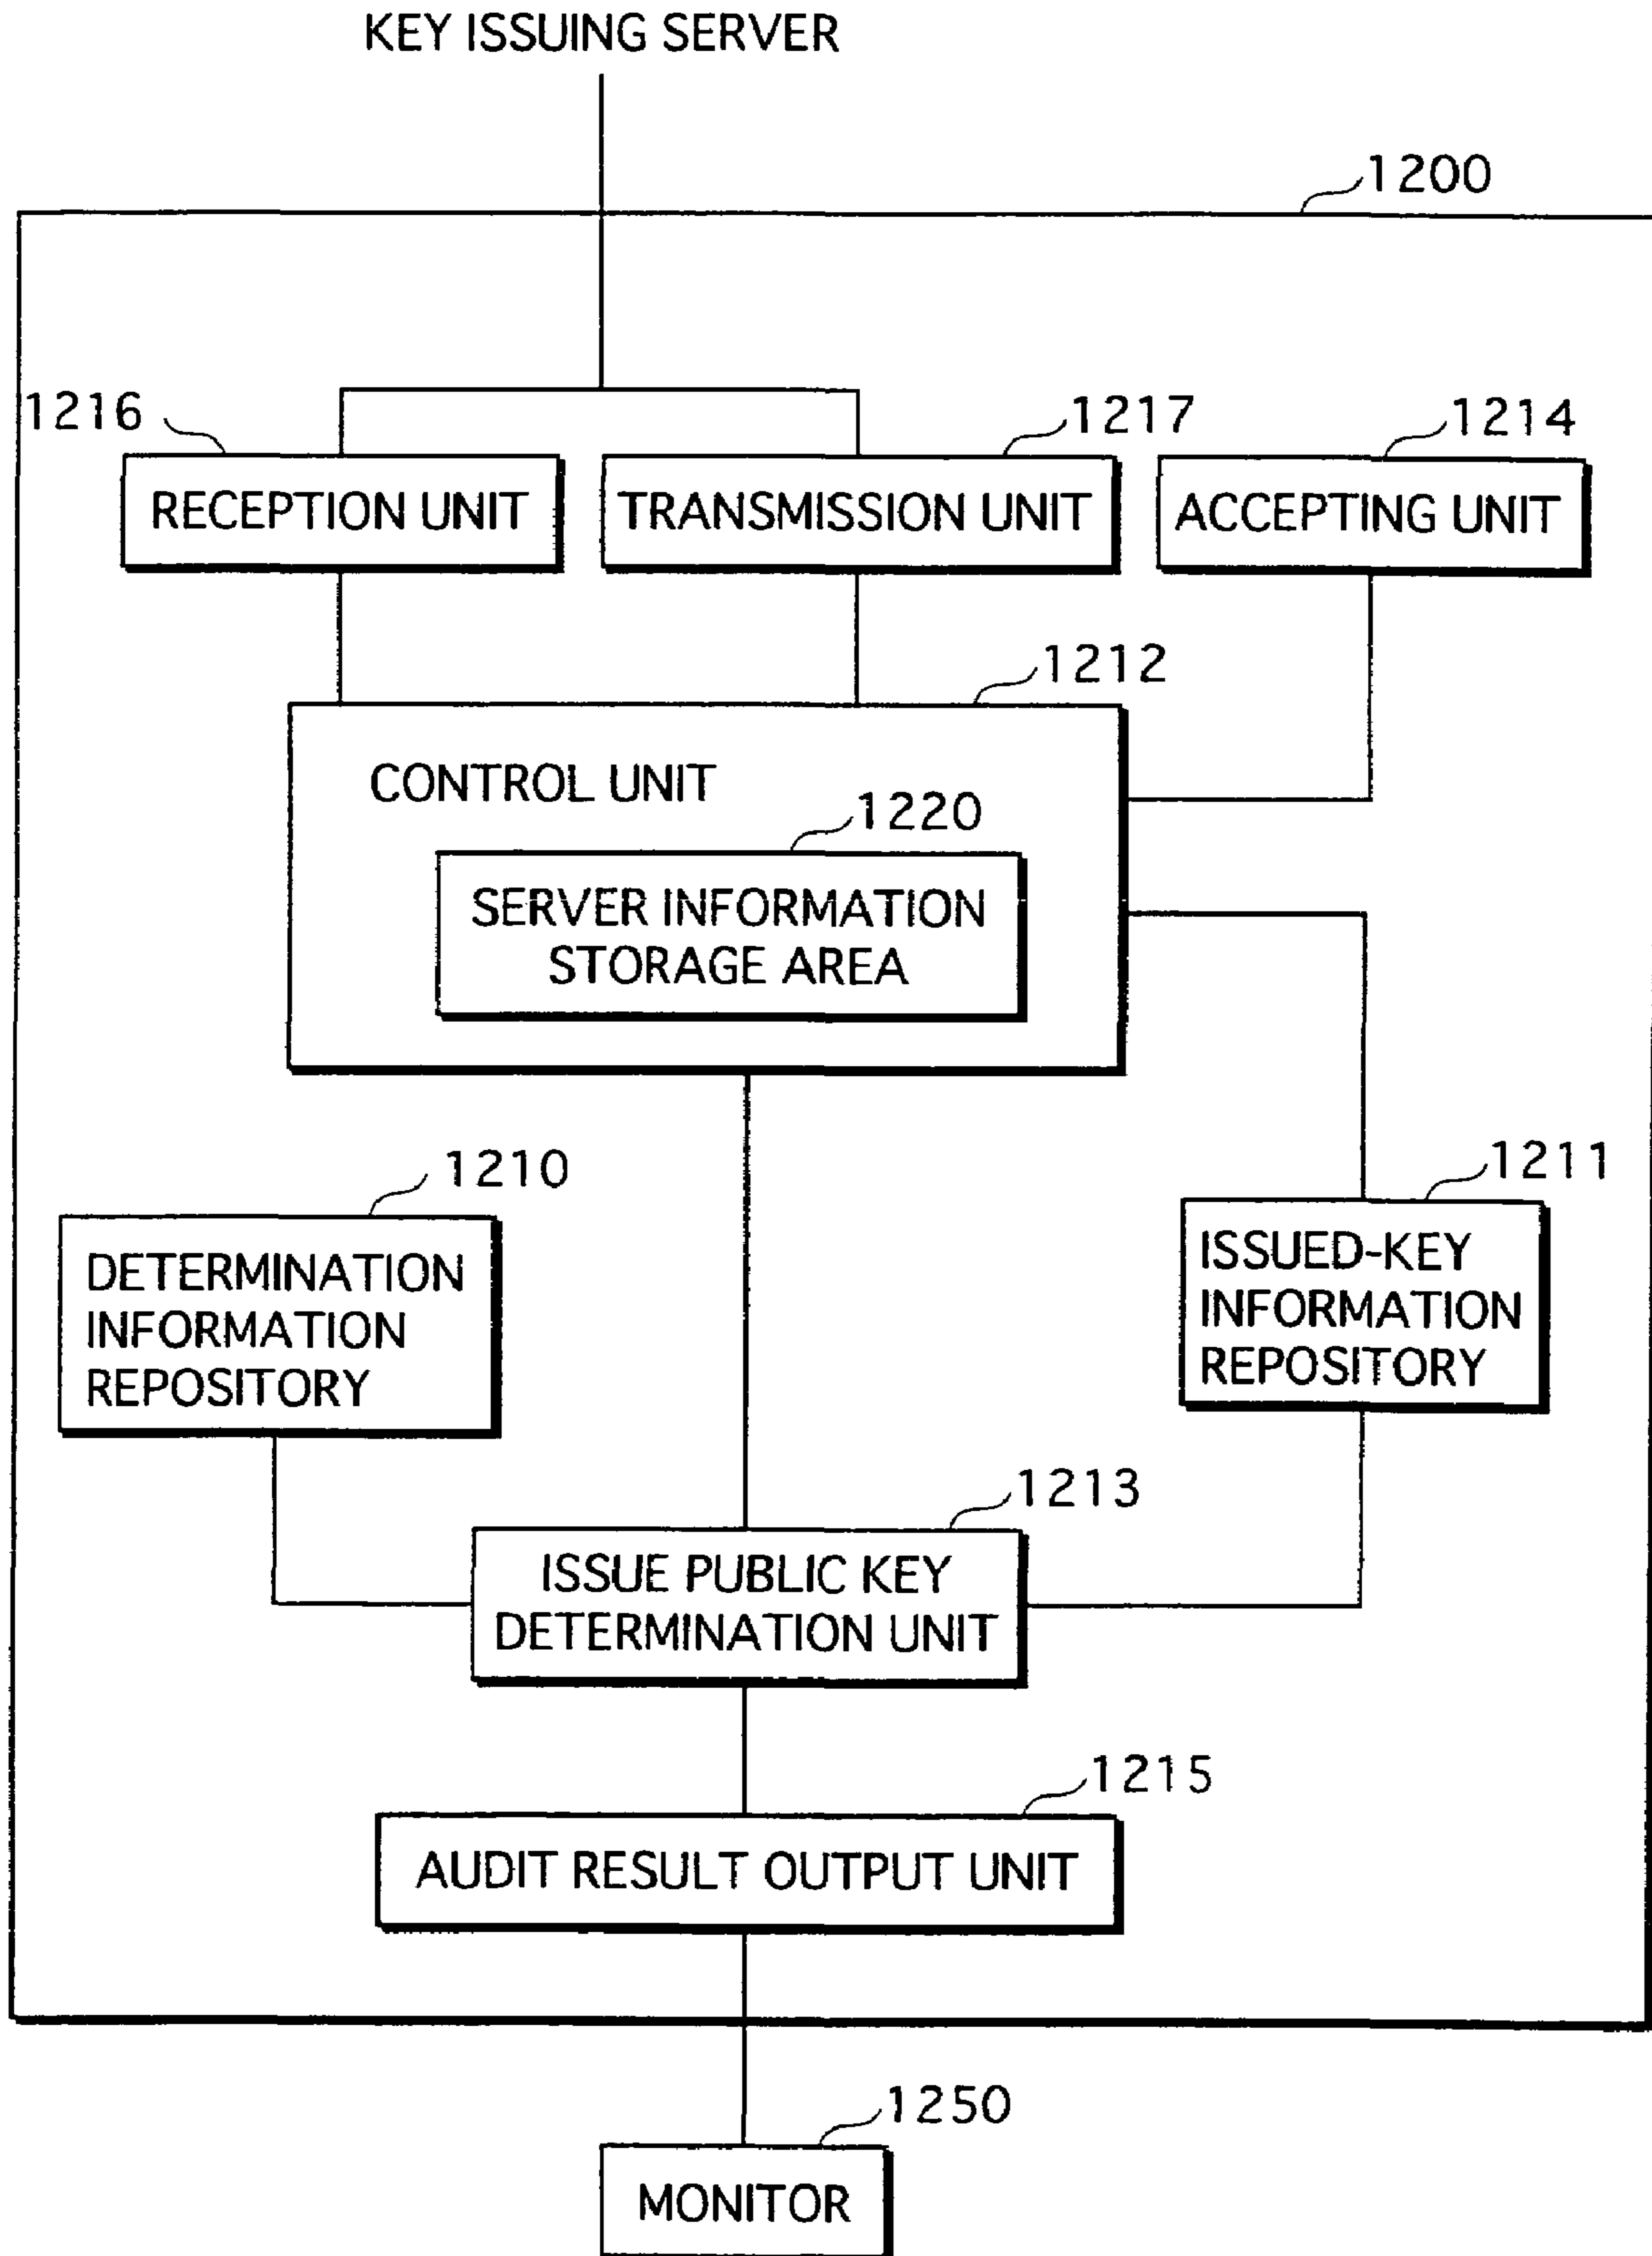 KEY ISSUING SERVER
1200
1216
1217
1214
RECEPTION UNIT
TRANSMISSION UNIT
ACCEPTING UNIT
1212
CONTROL UNIT
1220
SERVER INFORMATION
STORAGE AREA
1210
1211
DETERMINATION
INFORMATION
REPOSITORY
ISSUED-KEY
INFORMATION
REPOSITORY
1213
ISSUE PUBLIC KEY
DETERMINATION UNIT
1215
AUDIT RESULT OUTPUT UNIT
1250
MONITOR